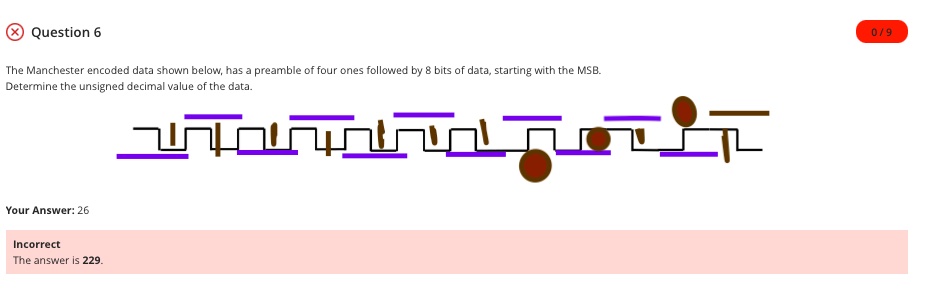 Question 6
0 / 9
The Manchester encoded data shown below, has a preamble of four ones followed by 8 bits of data, starting with the MSB.
Determine the unsigned decimal value of the data.
Your Answer: 26
Incorrect
The answer is 229.